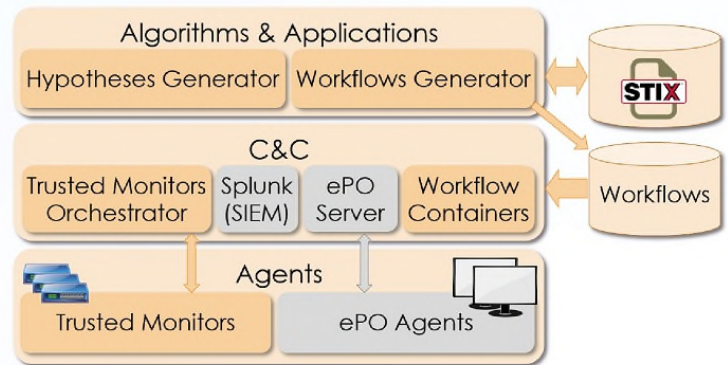 Algorithms & Applications
Hypotheses Generator
Workflows Generator
STIX
C&C
Trusted Monitors
Orchestrator
Splunk
(SIEM)
ePO
Server
Workflow
Containers
Workflows
Agents
Trusted Monitors
ePO Agents